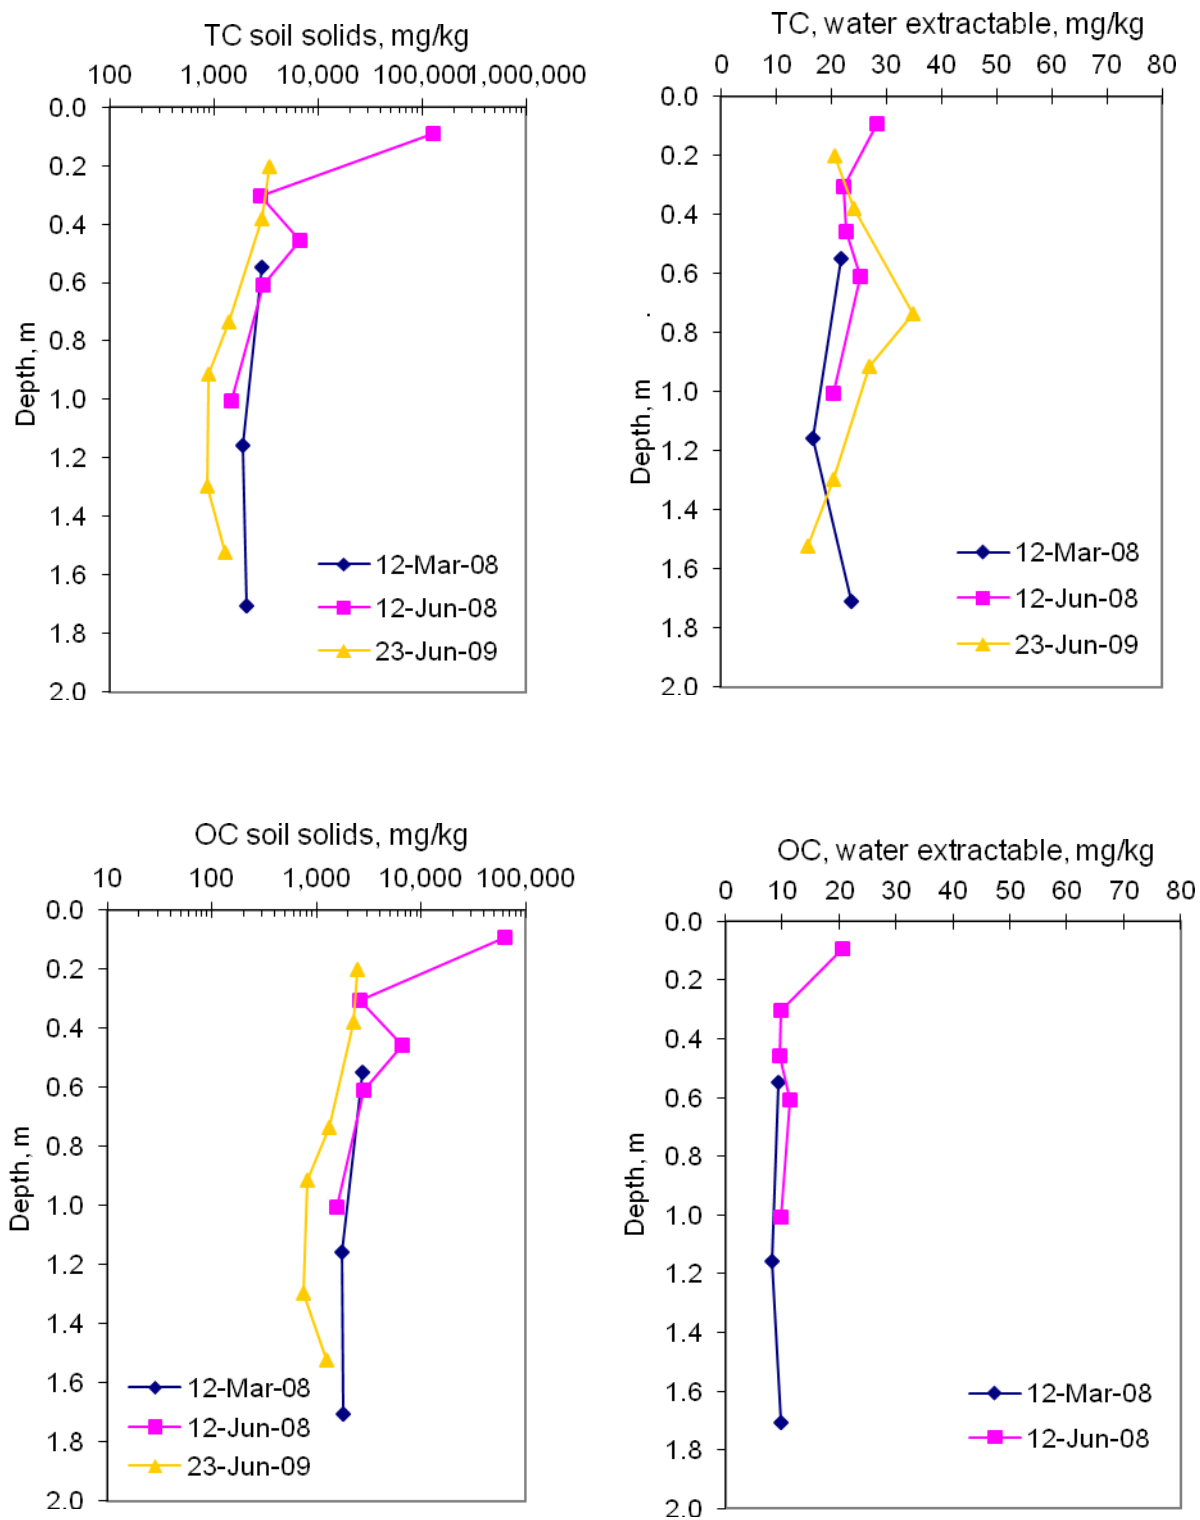 TC soil solids, mg/kg
100 1,000 10,000 100,000 1,000,000
0.0
0.2
0.4
0.6
0.8
1.0
1.2
1.4
1.6
1.8
2.0
Depth, m
12-Mar-08
12-Jun-08
23-Jun-09
TC, water extractable, mg/kg
0 10 20 30 40 50 60 70 80
0.0
0.2
0.4
0.6
0.8
1.0
1.2
1.4
1.6
1.8
2.0
Depth, m
12-Mar-08
12-Jun-08
23-Jun-09
OC soil solids, mg/kg
10 100 1,000 10,000 100,000
0.0
0.2
0.4
0.6
0.8
1.0
1.2
1.4
1.6
1.8
2.0
Depth, m
12-Mar-08
12-Jun-08
23-Jun-09
OC, water extractable, mg/kg
0 10 20 30 40 50 60 70 80
0.0
0.2
0.4
0.6
0.8
1.0
1.2
1.4
1.6
1.8
2.0
Depth, m
12-Mar-08
12-Jun-08